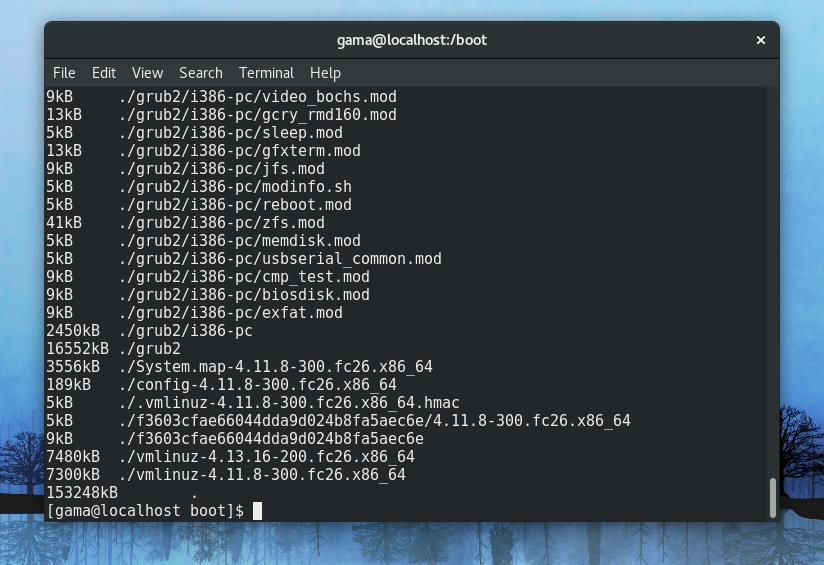 gama@localhost:/boot
File Edit View Search Terminal Help
9kB ./grub2/i386-pc/video_bochs.mod
13kB ./grub2/i386-pc/gcry_rmd160.mod
5kB ./grub2/i386-pc/sleep.mod
13kB ./grub2/i386-pc/gfxterm.mod
9kB ./grub2/i386-pc/jfs.mod
5kB ./grub2/i386-pc/modinfo.sh
5kB ./grub2/i386-pc/reboot.mod
41kB ./grub2/i386-pc/zfs.mod
5kB ./grub2/i386-pc/memdisk.mod
5kB ./grub2/i386-pc/usbserial_common.mod
9kB ./grub2/i386-pc/cmp_test.mod
9kB ./grub2/i386-pc/biosdisk.mod
9kB ./grub2/i386-pc/exfat.mod
2450kB ./grub2/i386-pc
16552kB ./grub2
3556kB ./System.map-4.11.8-300.fc26.x86_64
189kB ./config-4.11.8-300.fc26.x86_64
5kB ./.vmlinuz-4.11.8-300.fc26.x86_64.hmac
5kB ./f3603cfae66044dda9d024b8fa5aec6e/4.11.8-300.fc26.x86_64
9kB ./f3603cfae66044dda9d024b8fa5aec6e
7480kB ./vmlinuz-4.13.16-200.fc26.x86_64
7300kB ./vmlinuz-4.11.8-300.fc26.x86_64
153248kB .
[gama@localhost boot]$